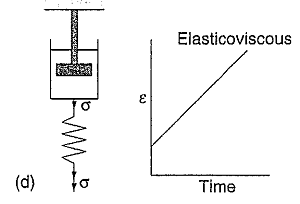 Elasticoviscous
σ
ε
(d)
σ
Time